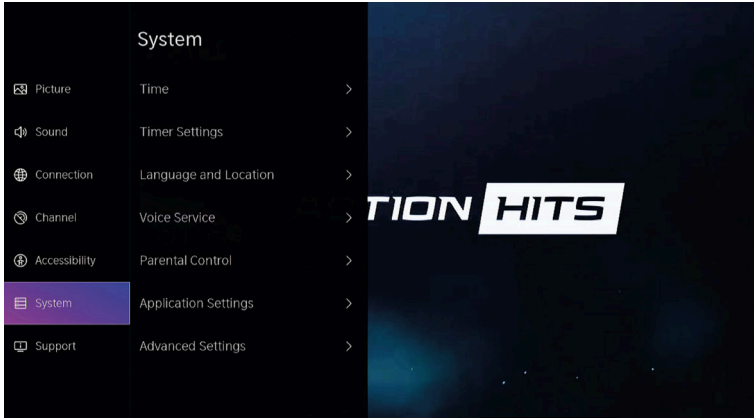 System
Picture
Time
Sound
Timer Settings
Connection
Language and Location
Channel
Voice Service
Accessibility
Parental Control
System
Application Settings
Support
Advanced Settings
TION HITS